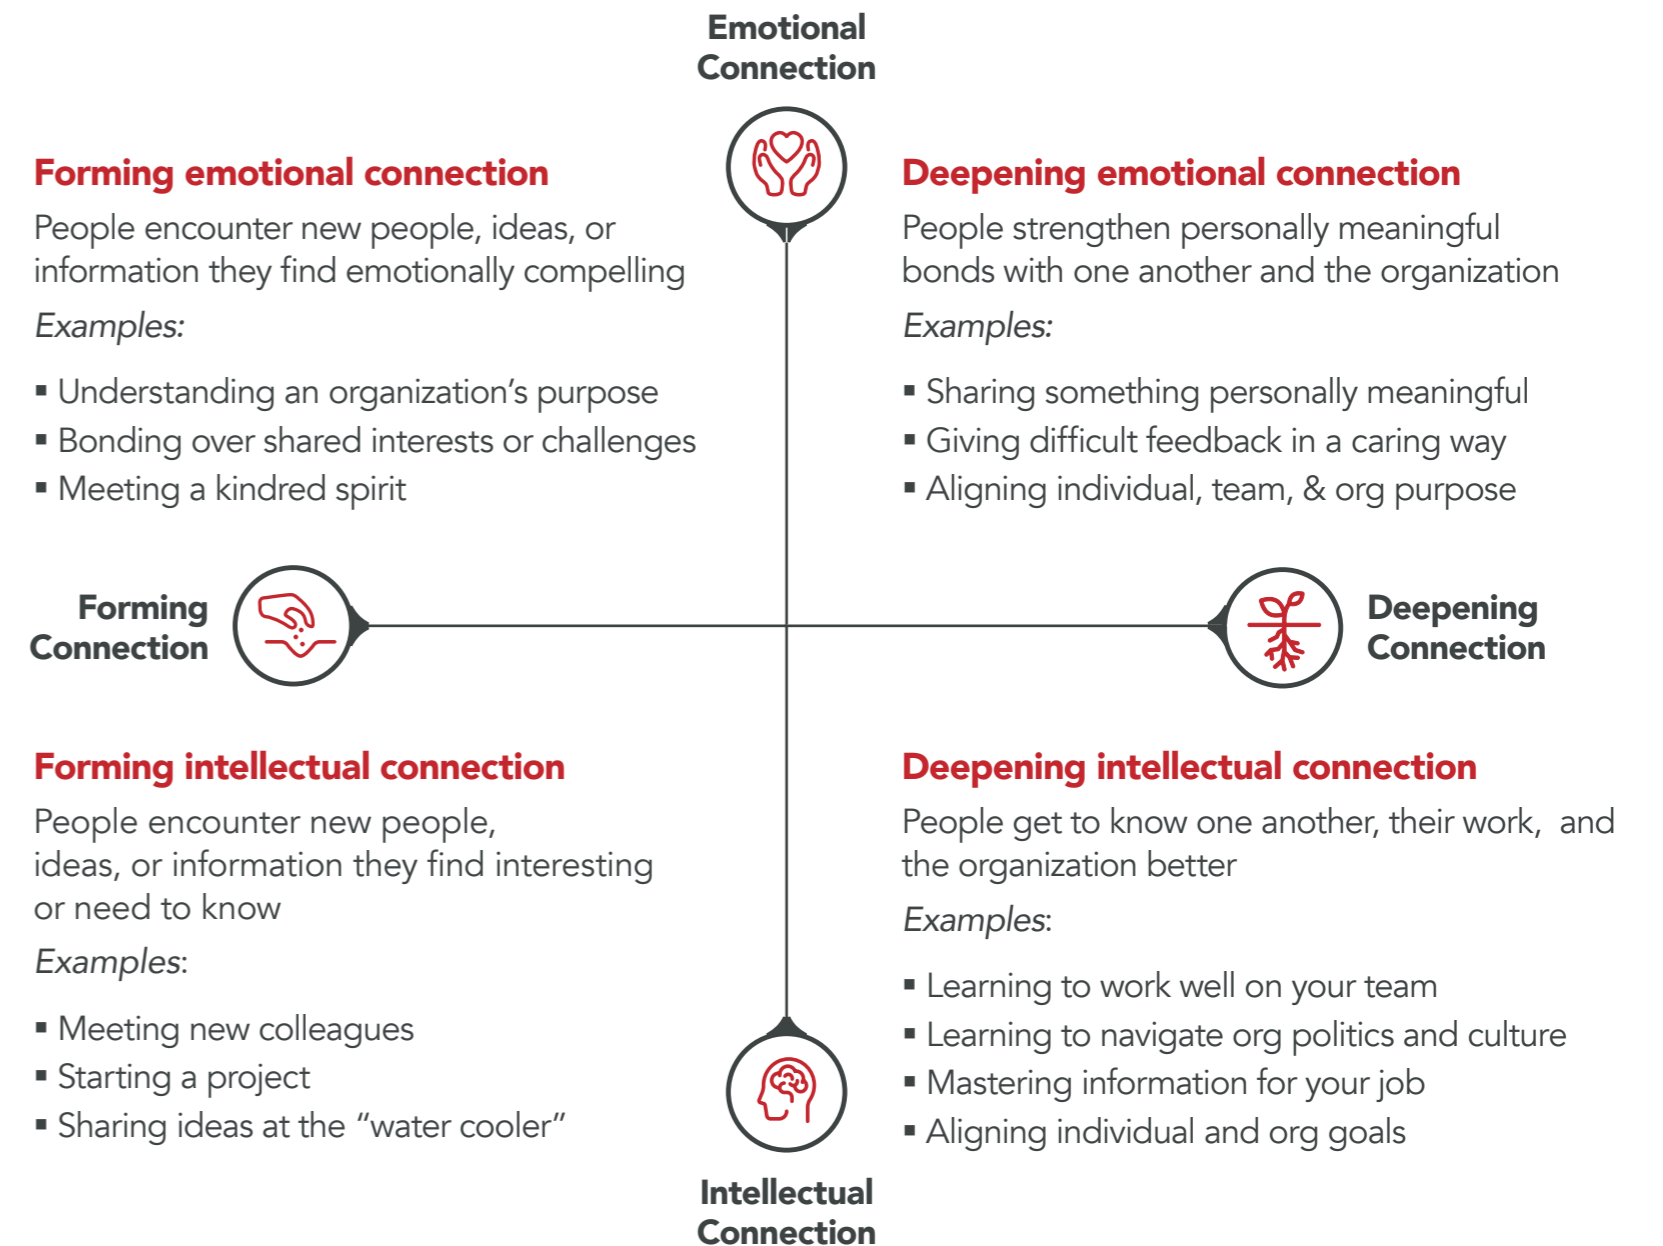 Emotional
Connection
Forming emotional connection
People encounter new people, ideas, or
information they find emotionally compelling
Examples:
▪ Understanding an organization’s purpose
▪ Bonding over shared interests or challenges
▪ Meeting a kindred spirit
Deepening emotional connection
People strengthen personally meaningful
bonds with one another and the organization
Examples:
▪ Sharing something personally meaningful
▪ Giving difficult feedback in a caring way
▪ Aligning individual, team, & org purpose
Forming
Connection
Deepening
Connection
Forming intellectual connection
People encounter new people,
ideas, or information they find interesting
or need to know
Examples:
▪ Meeting new colleagues
▪ Starting a project
▪ Sharing ideas at the “water cooler”
Deepening intellectual connection
People get to know one another, their work, and
the organization better
Examples:
▪ Learning to work well on your team
▪ Learning to navigate org politics and culture
▪ Mastering information for your job
▪ Aligning individual and org goals
Intellectual
Connection